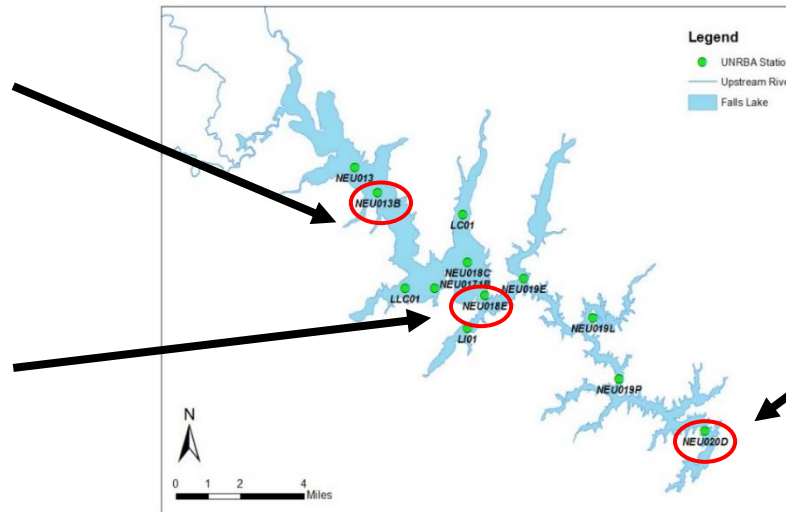 Legend
UNRBA Statio
Upstream Rive
Falls Lake
NEU013
NEU013B
LC01
NEU018C
NEU0171B
NEU019E
LLC01
NEU018E
LI01
NEU019L
NEU019P
NEU020D
N
0 1 2 4
Miles